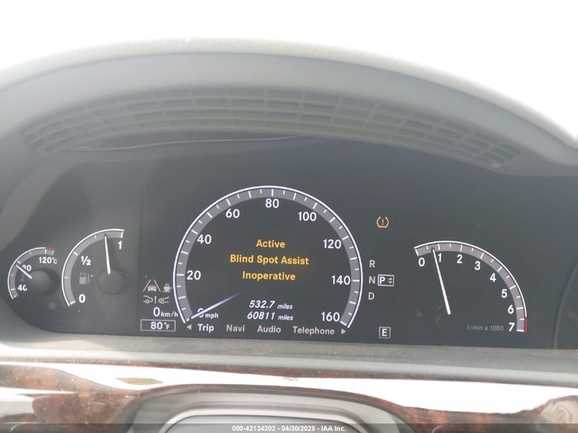 120°C
80
40
½
1
0
20
40
60
80
100
120
140
160
Active
Blind Spot Assist
Inoperative
532.7 miles
60811 miles
mph
0 km/h
80°F
Trip Navi Audio Telephone
R
N P
D
E
0 1 2 3 4 5 6 7
1/min x 1000
000-42134202 - 04/30/2025 - IAA Inc.